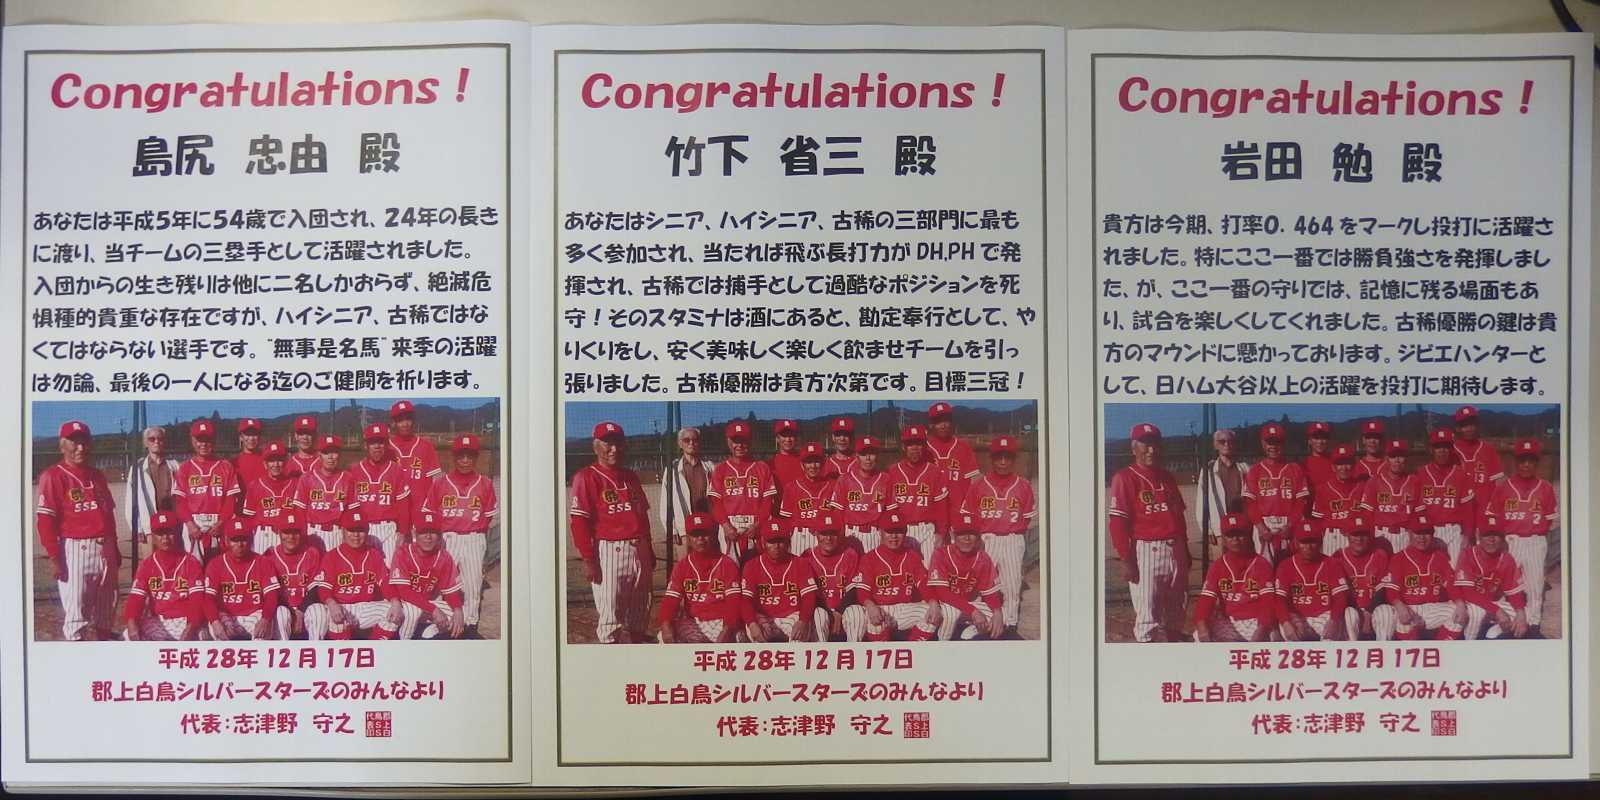 Congratulations!
島尻 忠由 殿
あなたは平成5年に54歳で入団され、24年の長き
に渡り、当チームの三塁手として活躍されました。
入団からの生き残りは他に二名しかおらず、絶滅危
惧種的貴重な存在ですが、ハイシニア、古稀ではな
くてはならない選手です。"無事是名馬"来季の活躍
は勿論、最後の一人になる迄のご健闘を祈ります。
平成28年12月17日
郡上白鳥シルバースターズのみんなより
代表:志津野 守之
Congratulations!
竹下 省三 殿
あなたはシニア、ハイシニア、古稀の三部門に最も
多く参加され、当たれば飛ぶ長打力がDH,PHで発
揮され、古稀では捕手として過酷なポジションを死
守!そのスタミナは酒にあると、勘定奉行として、や
りくりをし、安く美味しく楽しく飲ませチームを引っ
張りました。古稀優勝は貴方次第です。目標三冠!
平成28年12月17日
郡上白鳥シルバースターズのみんなより
代表:志津野 守之
Congratulations!
岩田 勉 殿
貴方は今期、打率0.464をマークし投打に活躍さ
れました。特にここ一番では勝負強さを発揮しまし
た、が、ここ一番の守りでは、記憶に残る場面もあ
り、試合を楽しくしてくれました。古稀優勝の鍵は貴
方のマウンドに懸かっております。ジビエハンターと
して、日ハム大谷以上の活躍を投打に期待します。
平成28年12月17日
郡上白鳥シルバースターズのみんなより
代表:志津野 守之